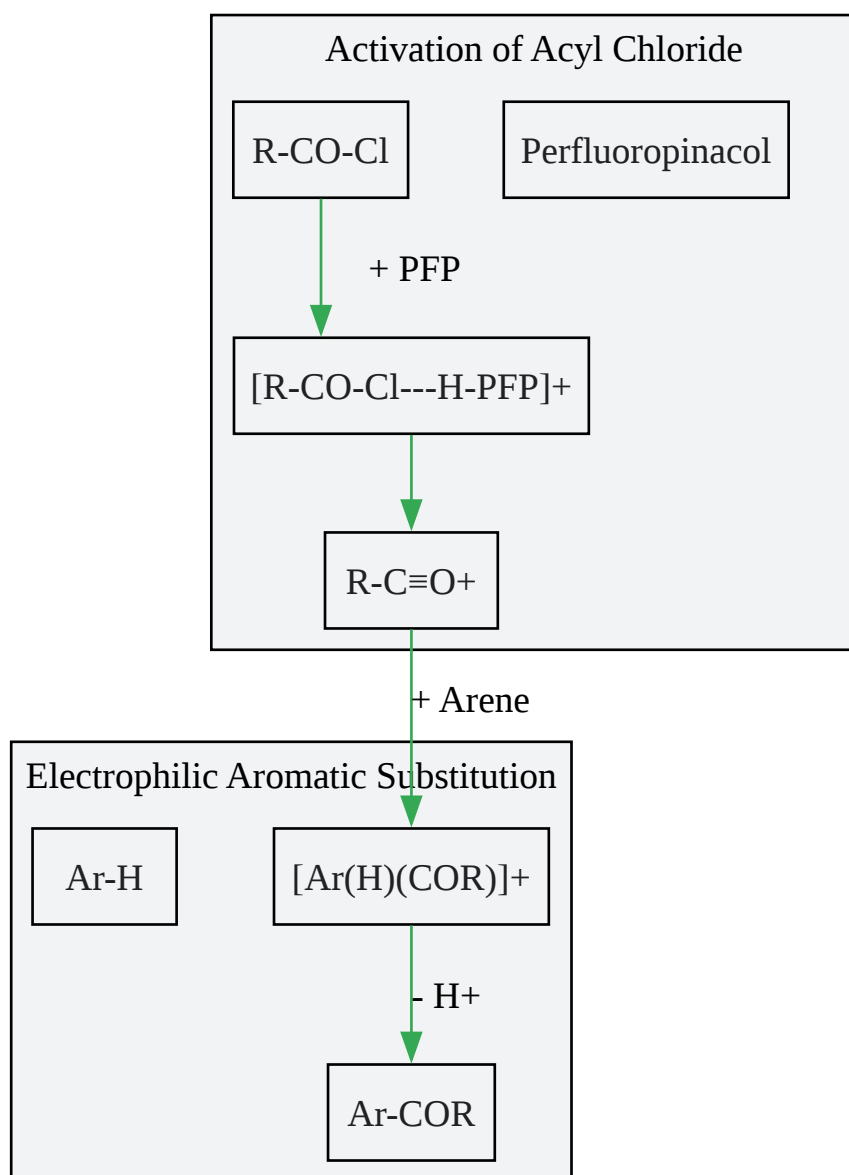 Activation of Acyl Chloride
R-CO-Cl
Perfluoropinacol
+ PFP
[R-CO-Cl---H-PFP]+
R-C≡O+
+ Arene
Electrophilic Aromatic Substitution
Ar-H
[Ar(H)(COR)]+
- H+
Ar-COR